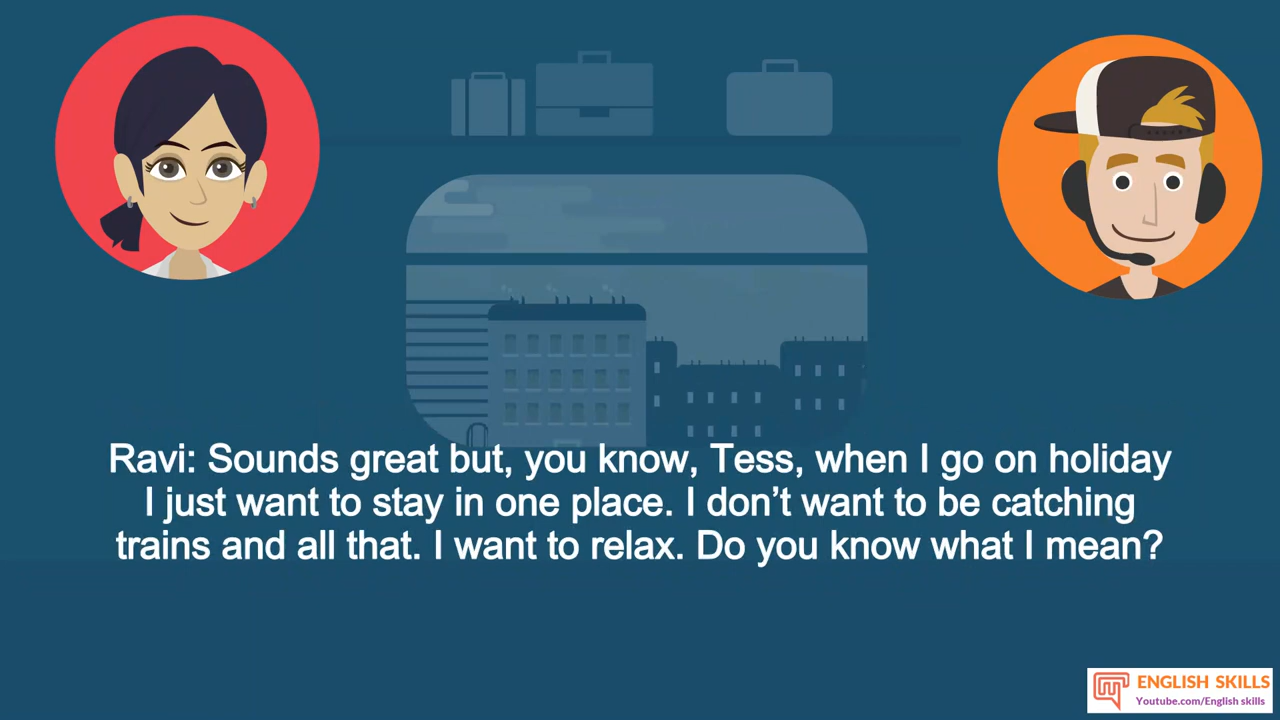 Ravi: Sounds great but, you know, Tess, when I go on holiday
I just want to stay in one place. I don’t want to be catching
trains and all that. I want to relax. Do you know what I mean?
ENGLISH SKILLS
Youtube.com/English skills